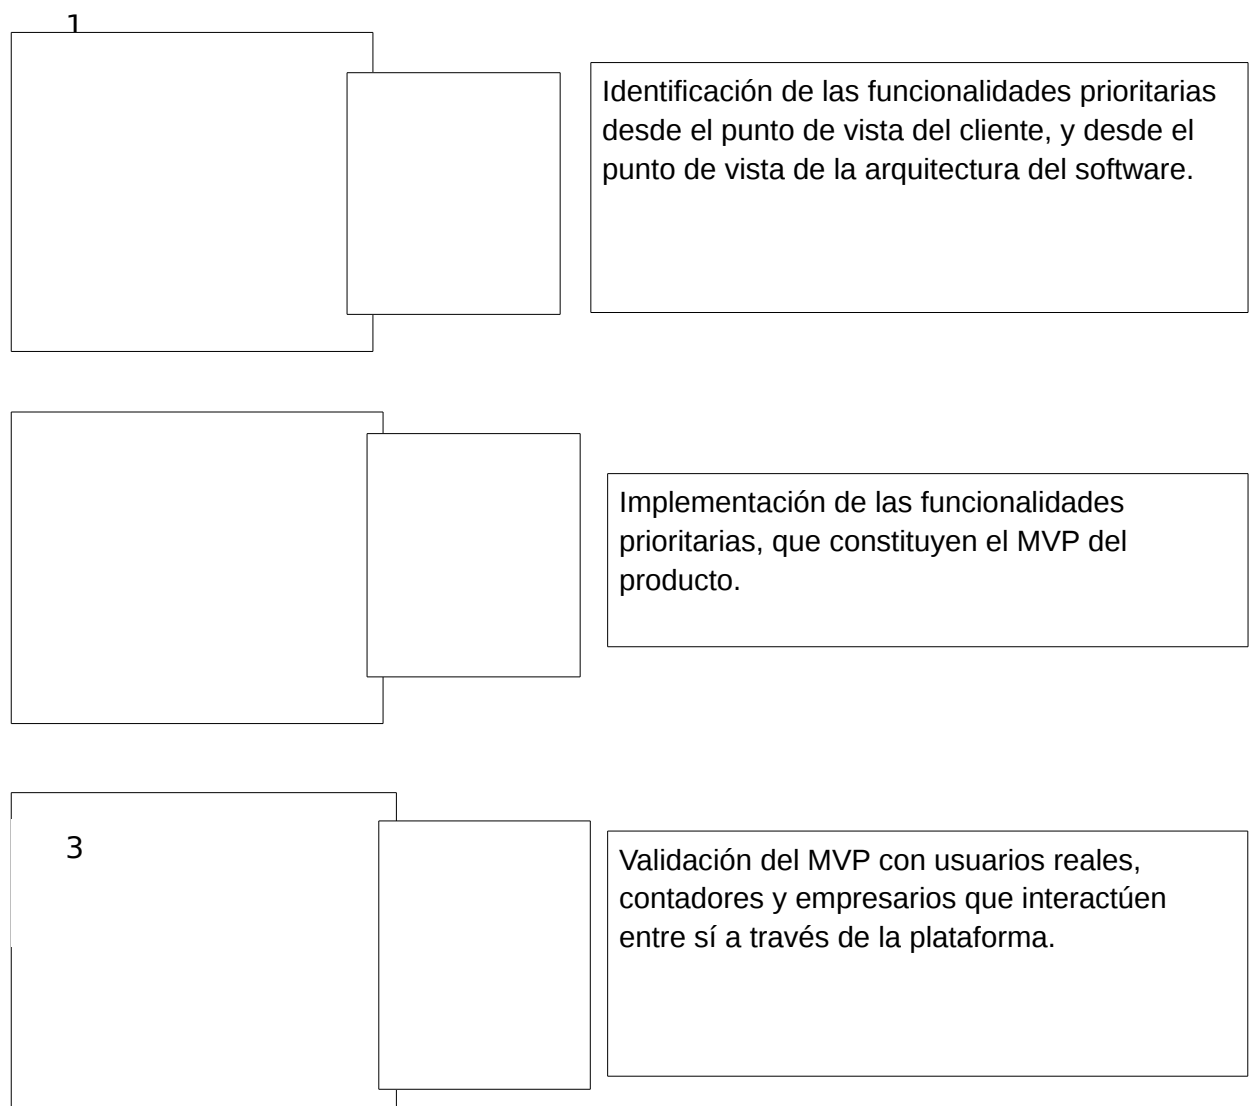 1
Identificación de las funcionalidades prioritarias
desde el punto de vista del cliente, y desde el
punto de vista de la arquitectura del software.
Implementación de las funcionalidades
prioritarias, que constituyen el MVP del
producto.
3
Validación del MVP con usuarios reales,
contadores y empresarios que interactúen
entre sí a través de la plataforma.